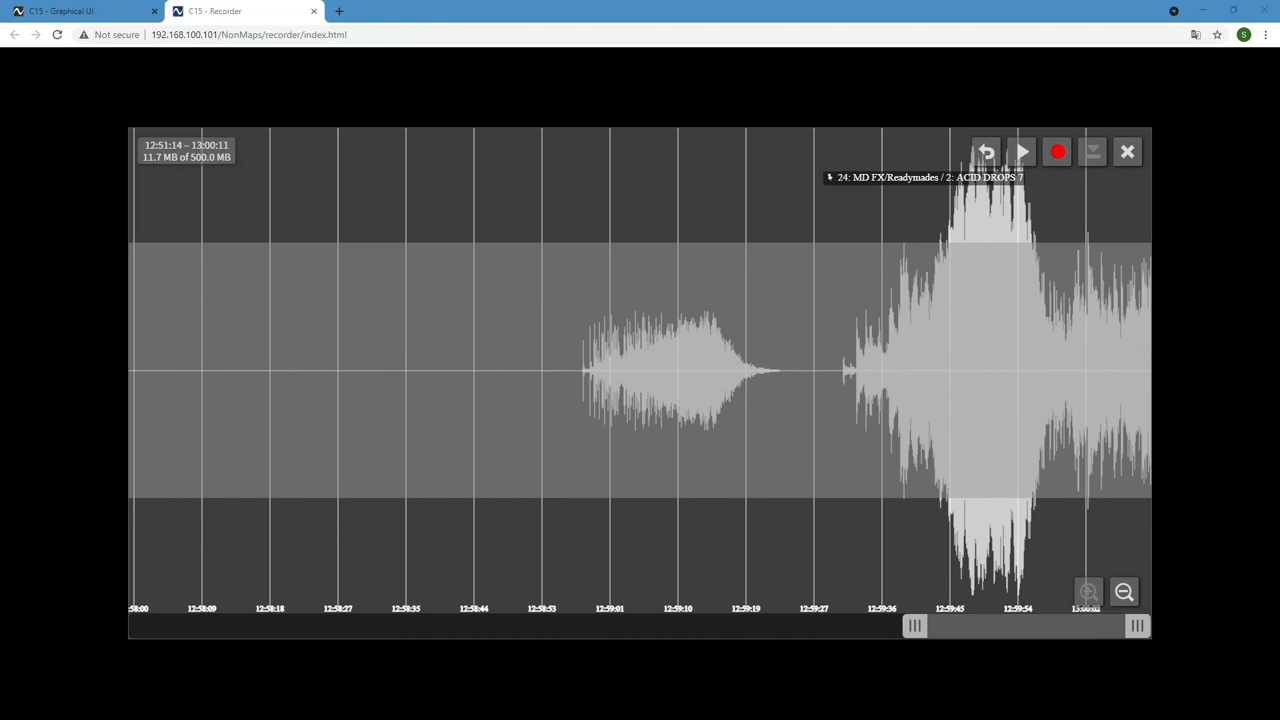 C15 - Graphical UI
C15 - Recorder
Not secure
192.168.100.101/NonMaps/recorder/index.html
S
12:51:14 – 13:00:11
11.7 MB of 500.0 MB
24: MD FX/Readymades / 2: ACID DROPS 7
:58:00 12:58:09 12:58:18 12:58:27 12:58:35 12:58:44 12:58:53 12:59:01 12:59:10 12:59:19 12:59:27 12:59:36 12:59:45 12:59:54 13:00:02